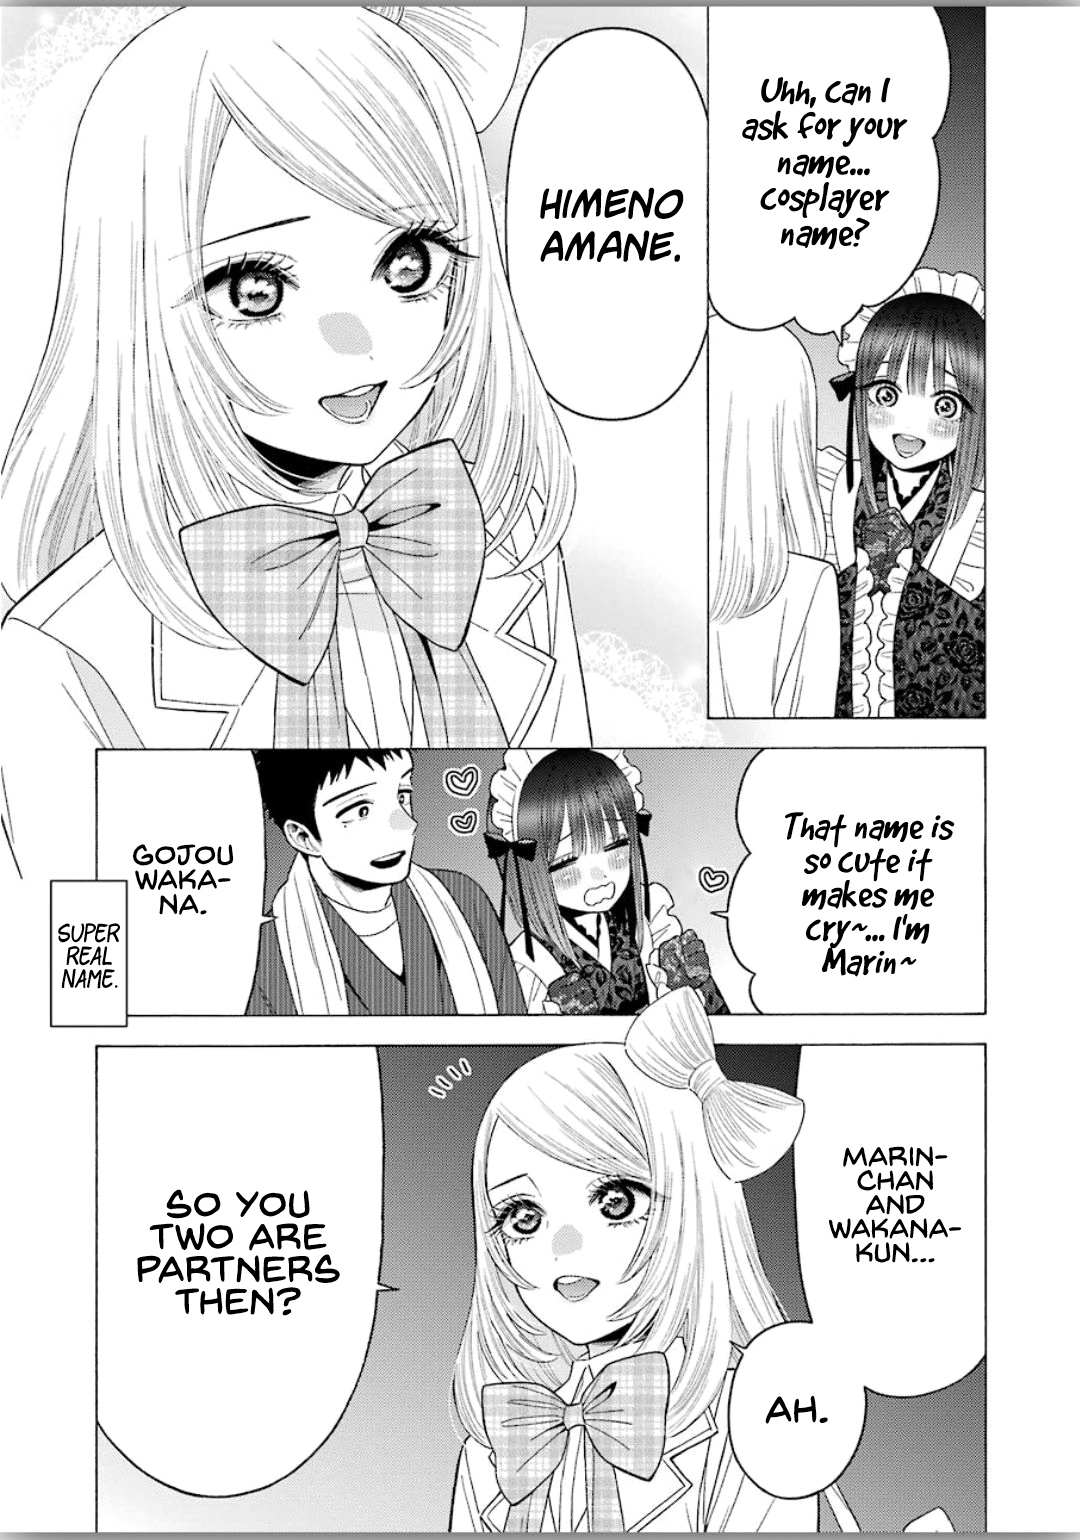 Uhh, can I
ask for your
name...
Cosplayer
name?
HIMENO
AMANE.
That name is
so cute it
makes me
cry~... I'm
Marin~
GOJOU
WAKA-
NA.
SUPER
REAL
NAME.
MARIN-
CHAN
AND
WAKANA-
KUN...
AH.
SO YOU
TWO ARE
PARTNERS
THEN?